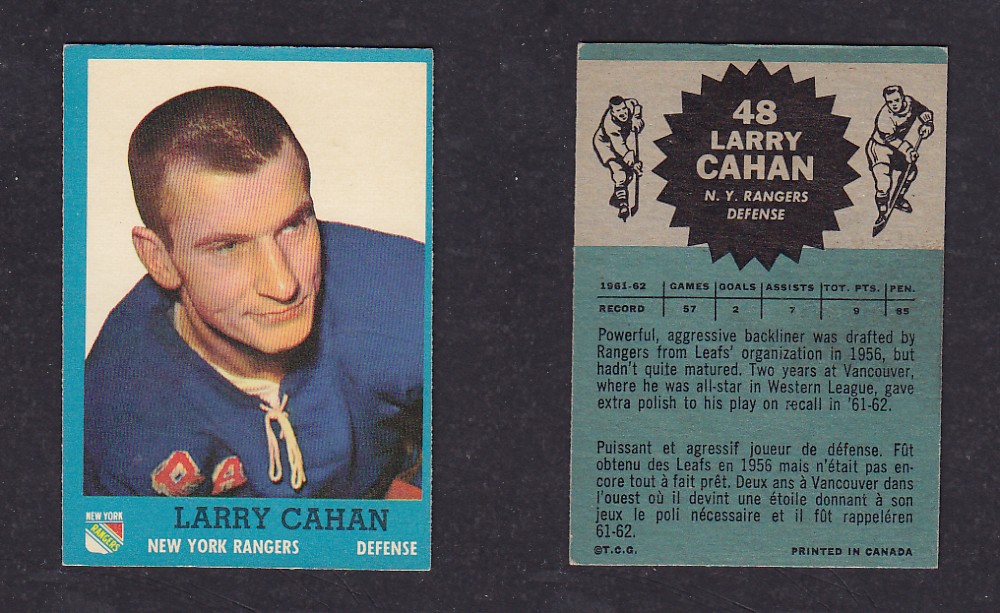 R A
NEW YORK
RANGERS
LARRY CAHAN
NEW YORK RANGERS DEFENSE
48
LARRY
CAHAN
N. Y. RANGERS
DEFENSE
1961-62 GAMES GOALS ASSISTS TOT. PTS. PEN.
RECORD 57 2 7 9 85
Powerful, aggressive backliner was drafted by
Rangers from Leafs' organization in 1956, but
hadn't quite matured. Two years at Vancouver,
where he was all-star in Western League, gave
extra polish to his play on recall in '61-62.
Puissant et agressif joueur de défense. Fût
obtenu des Leafs en 1956 mais n'était pas en-
core tout à fait prêt. Deux ans à Vancouver dans
l'ouest où il devint une étoile donnant à son
jeux le poli nécessaire et il fût rappeléren
61-62.
©T.C.G. PRINTED IN CANADA